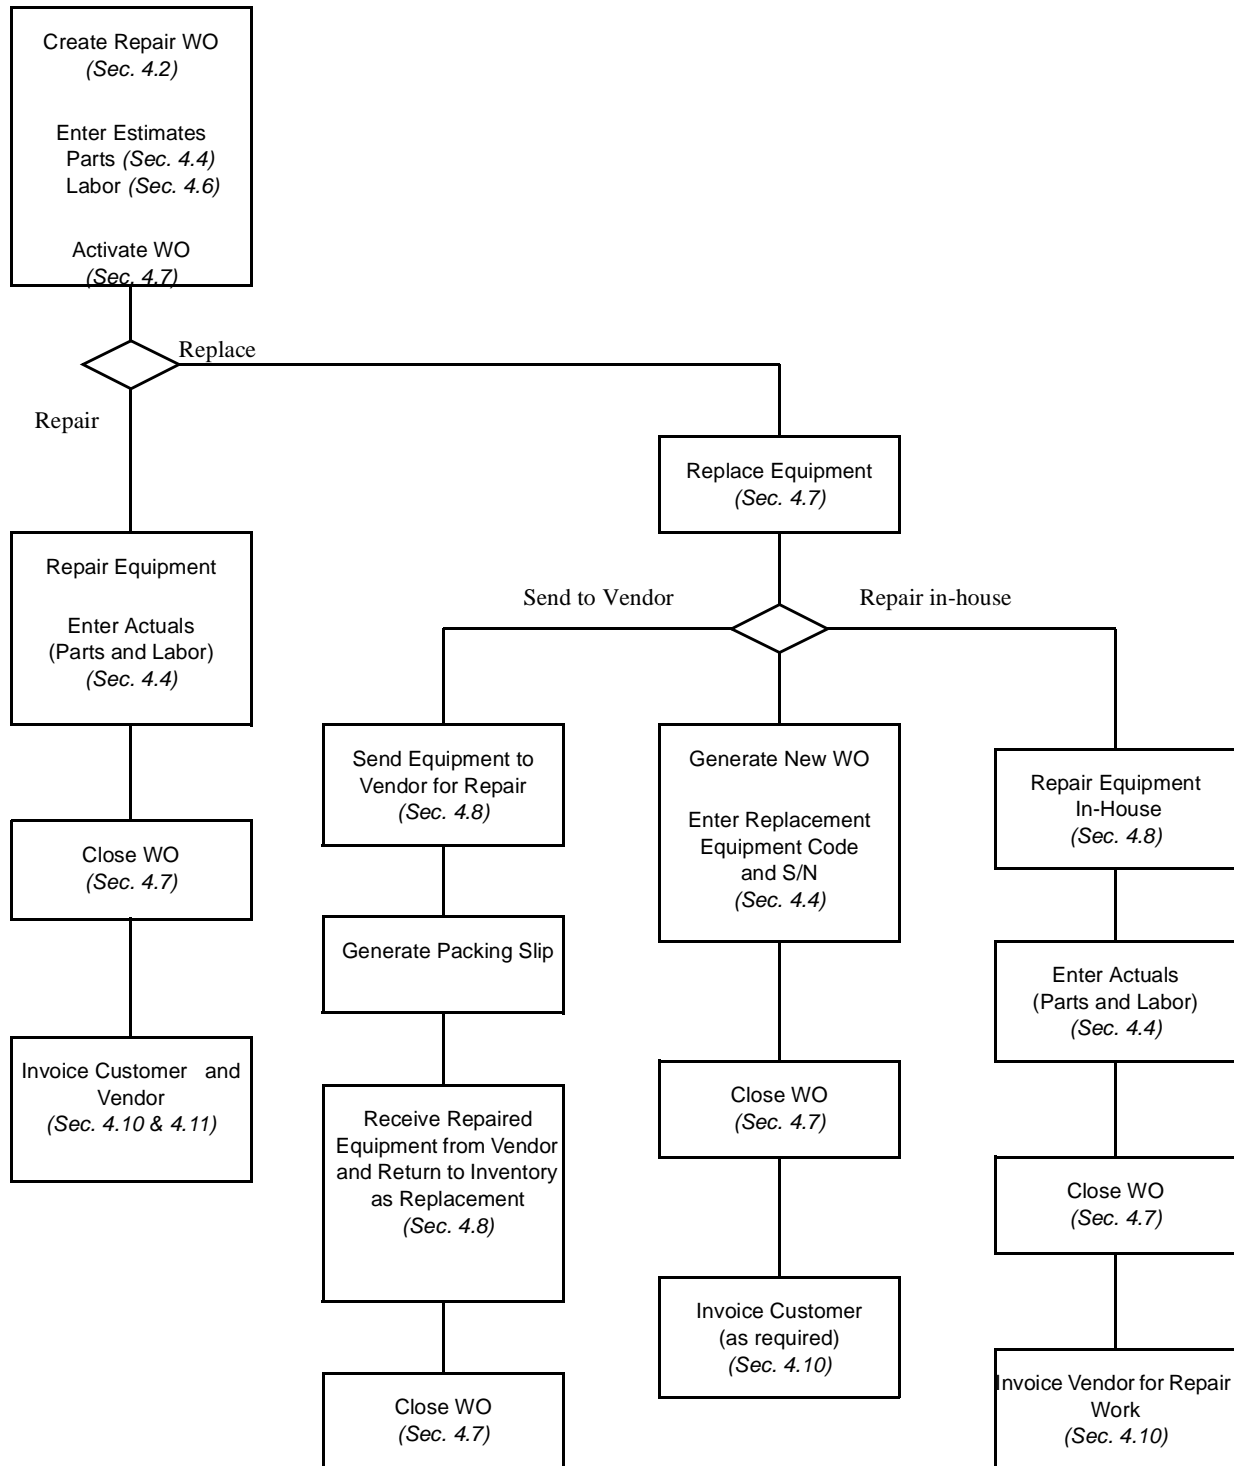 Create Repair WO
(Sec. 4.2)
Enter Estimates
Parts (Sec. 4.4)
Labor (Sec. 4.6)
Activate WO
(Sec. 4.7)
Replace
Repair
Replace Equipment
(Sec. 4.7)
Repair Equipment
Enter Actuals
(Parts and Labor)
(Sec. 4.4)
Send to Vendor
Repair in-house
Close WO
(Sec. 4.7)
Invoice Customer and
Vendor
(Sec. 4.10 & 4.11)
Send Equipment to
Vendor for Repair
(Sec. 4.8)
Generate Packing Slip
Receive Repaired
Equipment from Vendor
and Return to Inventory
as Replacement
(Sec. 4.8)
Close WO
(Sec. 4.7)
Generate New WO
Enter Replacement
Equipment Code
and S/N
(Sec. 4.4)
Close WO
(Sec. 4.7)
Invoice Customer
(as required)
(Sec. 4.10)
Repair Equipment
In-House
(Sec. 4.8)
Enter Actuals
(Parts and Labor)
(Sec. 4.4)
Close WO
(Sec. 4.7)
Invoice Vendor for Repair
Work
(Sec. 4.10)